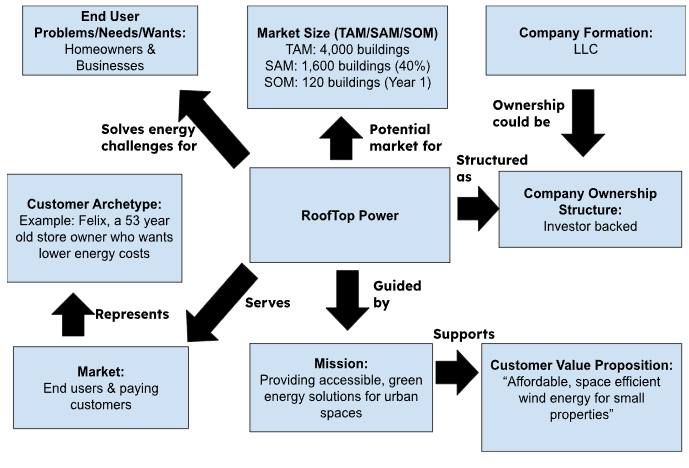 End User
Problems/Needs/Wants:
Homeowners &
Businesses
Market Size (TAM/SAM/SOM)
TAM: 4,000 buildings
SAM: 1,600 buildings (40%)
SOM: 120 buildings (Year 1)
Company Formation:
LLC
Solves energy
challenges for
Potential
market for
Ownership
could be
Customer Archetype:
Example: Felix, a 53 year
old store owner who wants
lower energy costs
RoofTop Power
Structured
as
Company Ownership
Structure:
Investor backed
Represents
Serves
Guided
by
Supports
Market:
End users & paying
customers
Mission:
Providing accessible, green
energy solutions for urban
spaces
Customer Value Proposition:
“Affordable, space efficient
wind energy for small
properties”